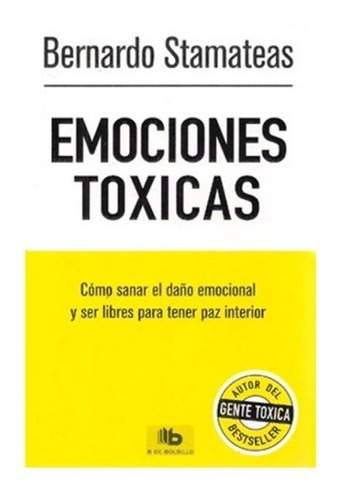 Bernardo Stamateas
EMOCIONES
TOXICAS
Cómo sanar el daño emocional
y ser libres para tener paz interior
AUTOR DEL
GENTE TOXICA
BESTSELLER
b
B DE BOLSILLO